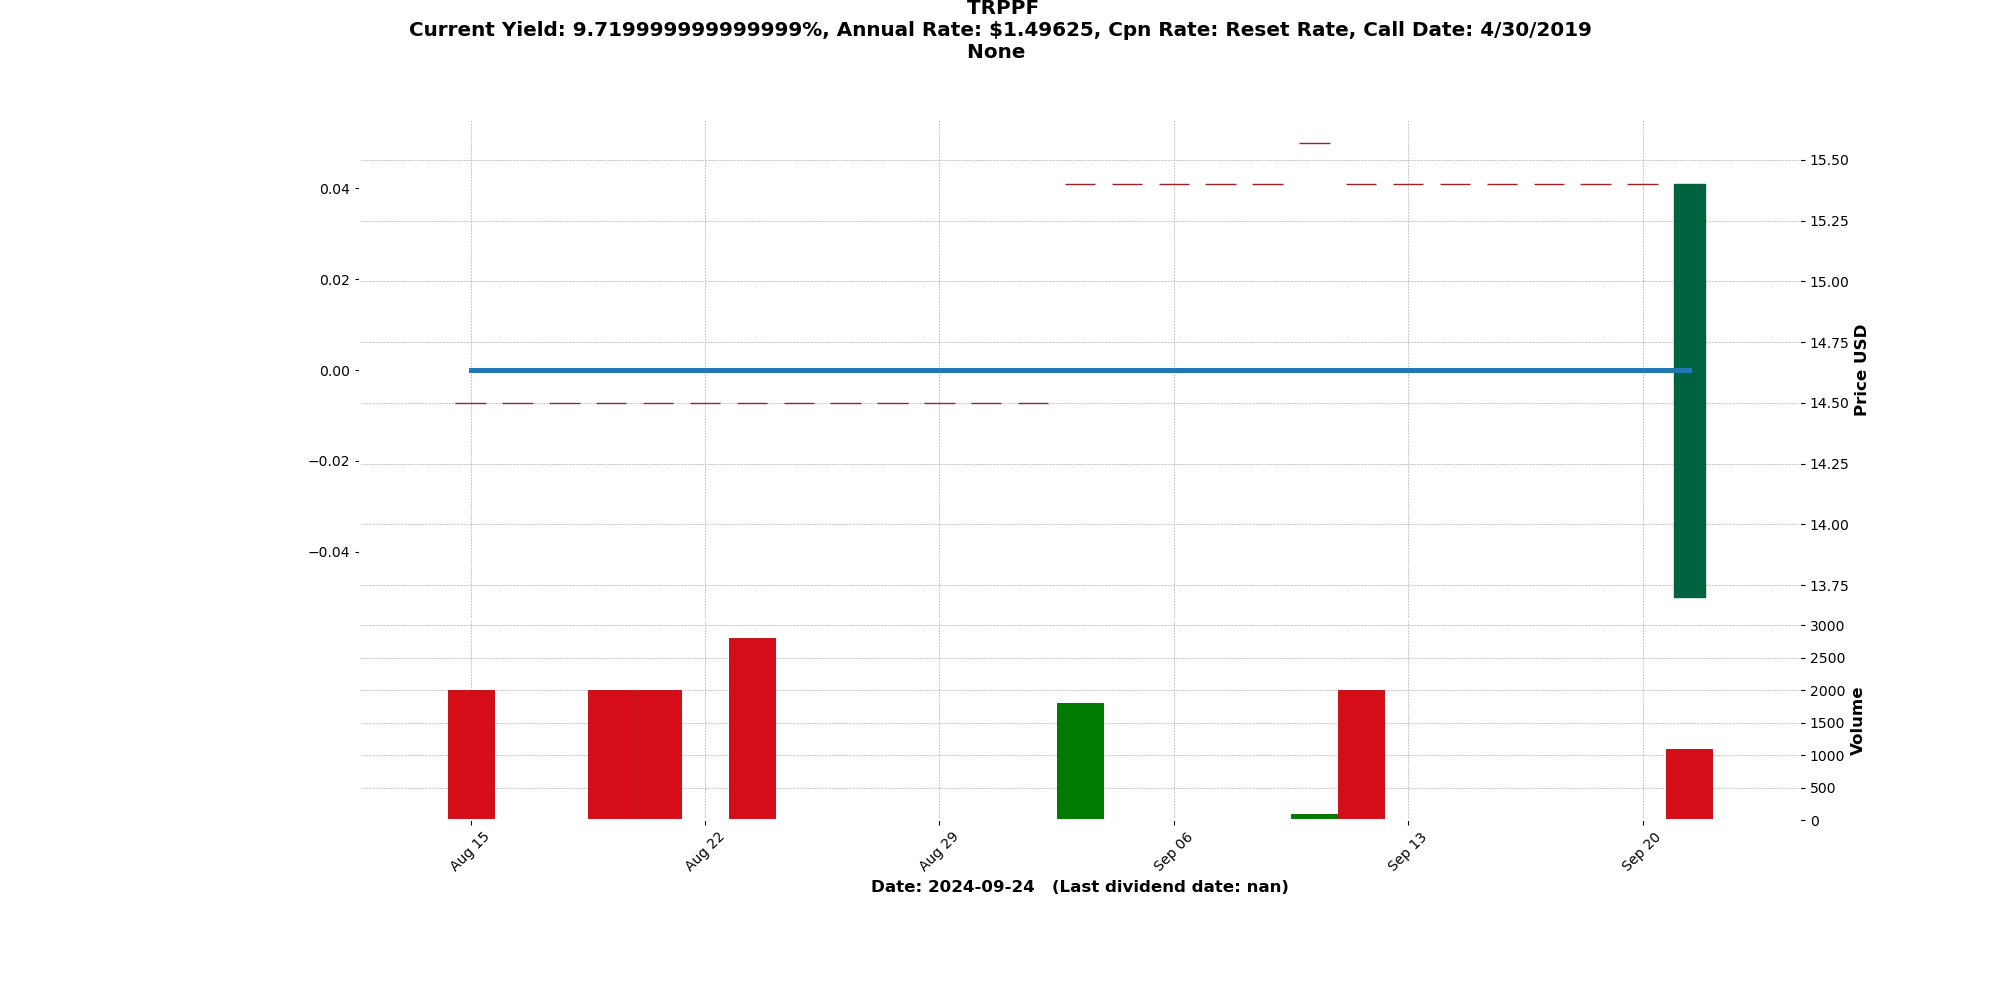 TRPPF
Current Yield: 9.719999999999999%, Annual Rate: $1.49625, Cpn Rate: Reset Rate, Call Date: 4/30/2019
None
0.04
0.02
0.00
−0.02
−0.04
15.50
15.25
15.00
14.75
14.50
14.25
14.00
13.75
Price USD
3000
2500
2000
1500
1000
500
0
Volume
Aug 15
Aug 22
Aug 29
Sep 06
Sep 13
Sep 20
Date: 2024-09-24   (Last dividend date: nan)